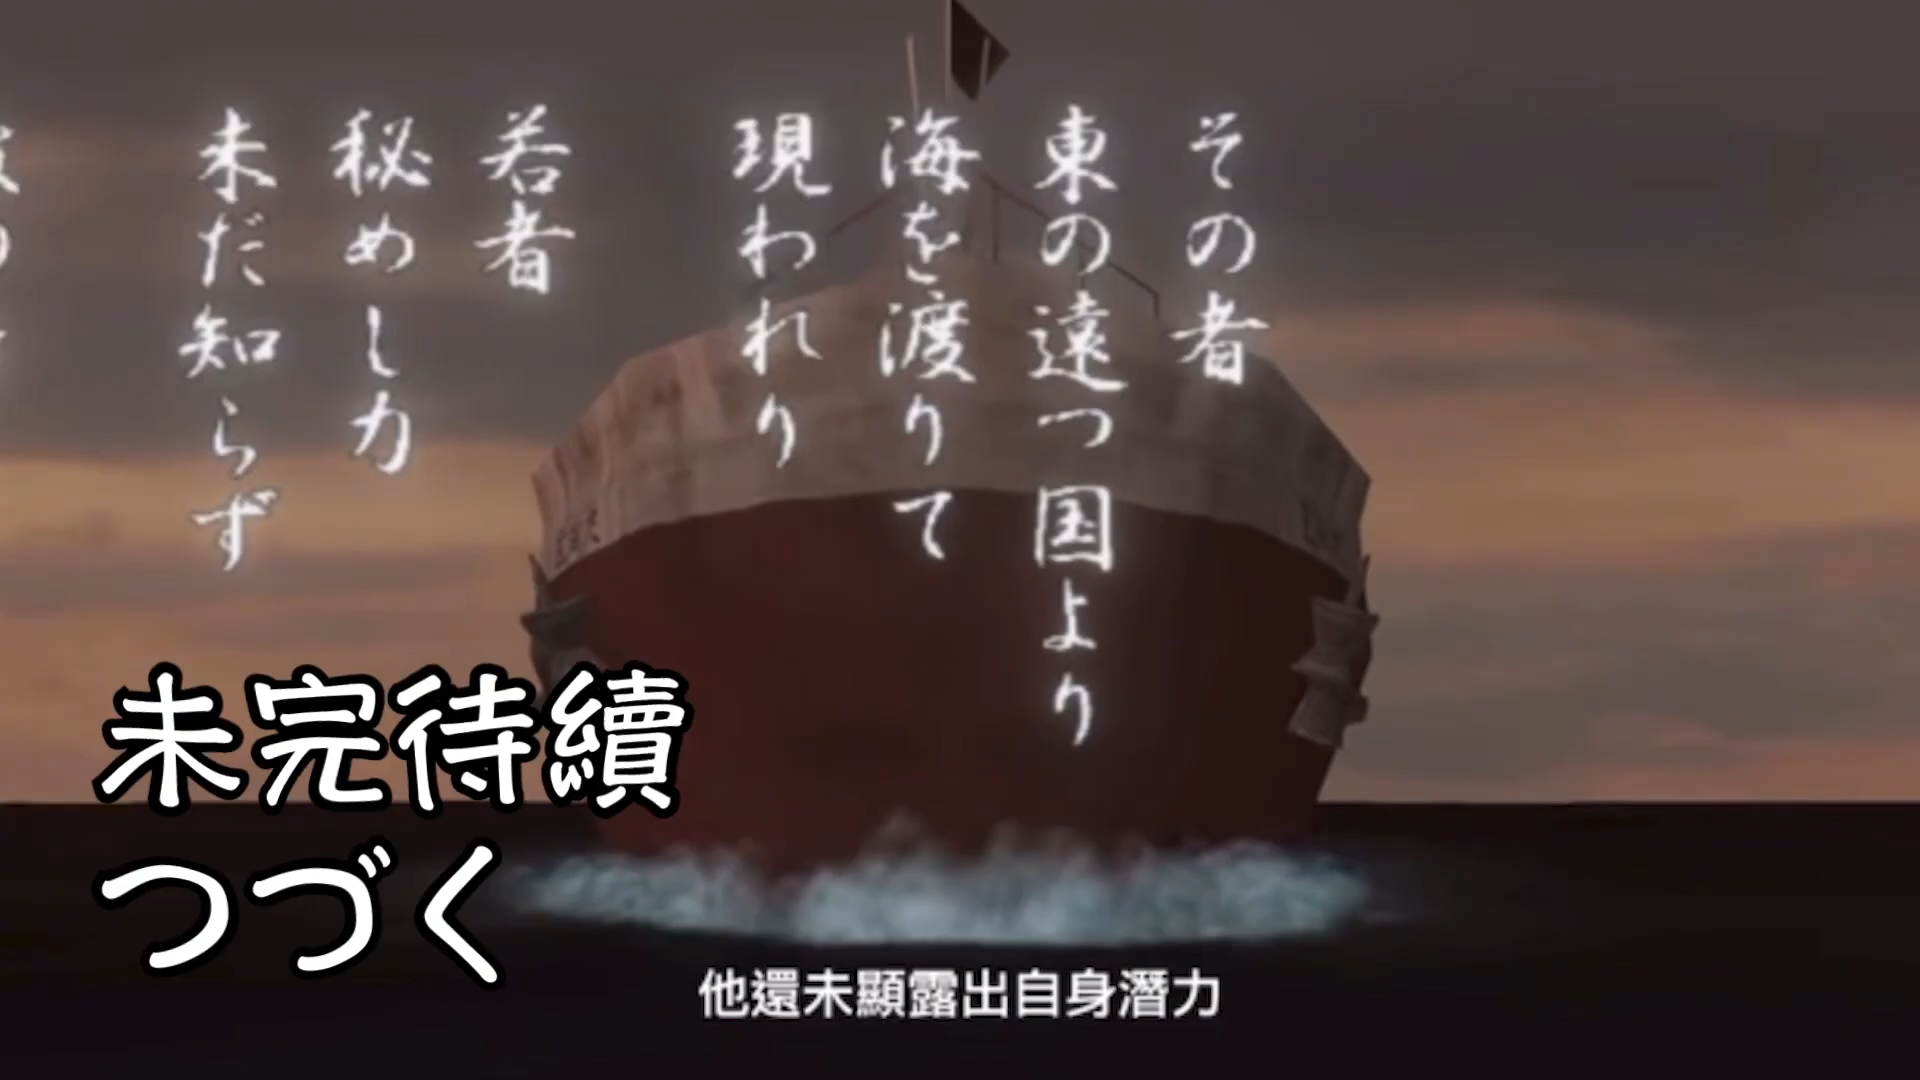 その者
東の遠つ国より
海を渡りて
現われり
若者
秘めし力
未だ知らず
未完待續
つづく
他還未顯露出自身潛力